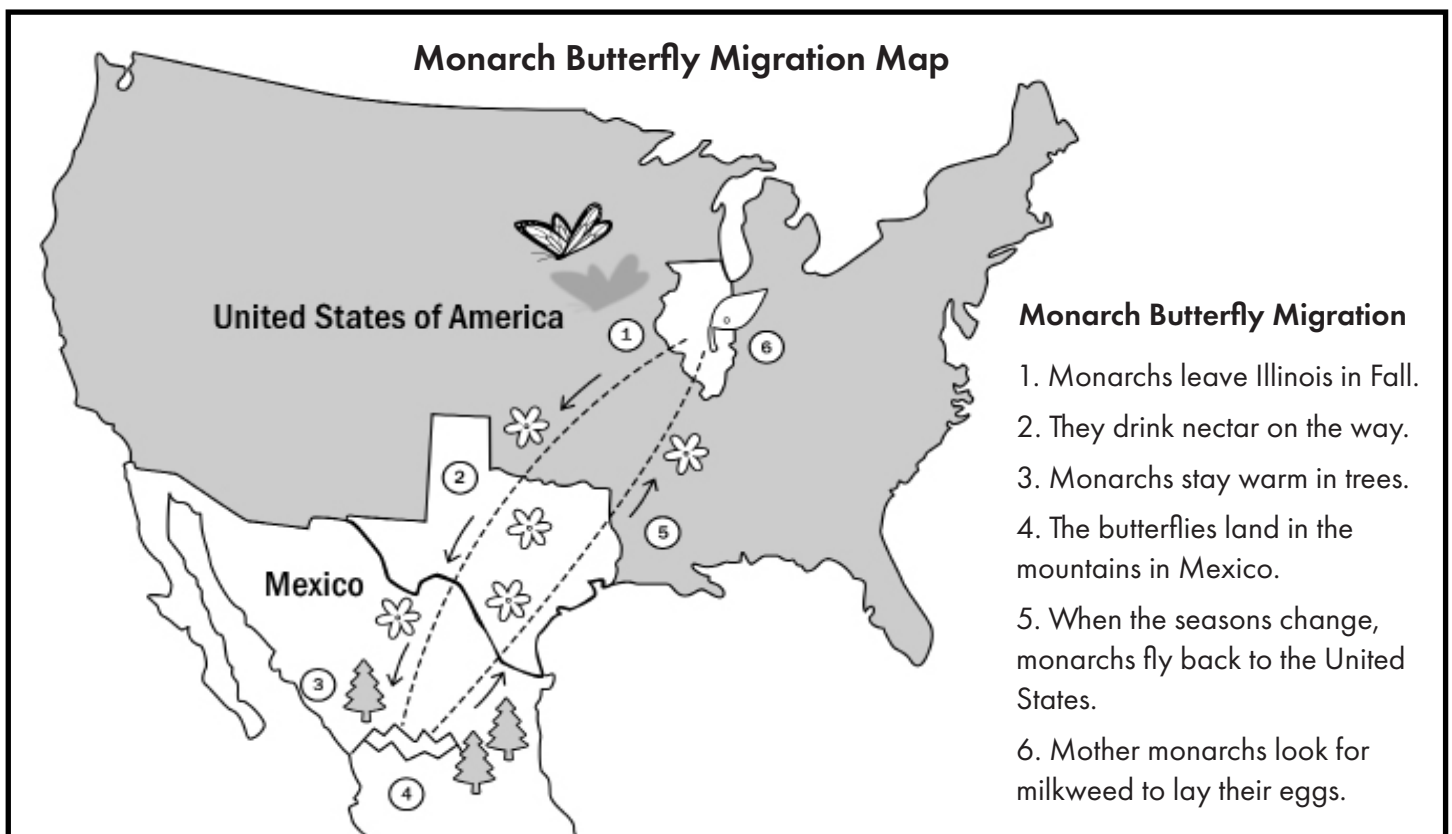 Monarch Butterfly Migration Map
United States of America
1
6
2
5
Mexico
3
4
Monarch Butterfly Migration
1. Monarchs leave Illinois in Fall.
2. They drink nectar on the way.
3. Monarchs stay warm in trees.
4. The butterflies land in the
mountains in Mexico.
5. When the seasons change,
monarchs fly back to the United
States.
6. Mother monarchs look for
milkweed to lay their eggs.